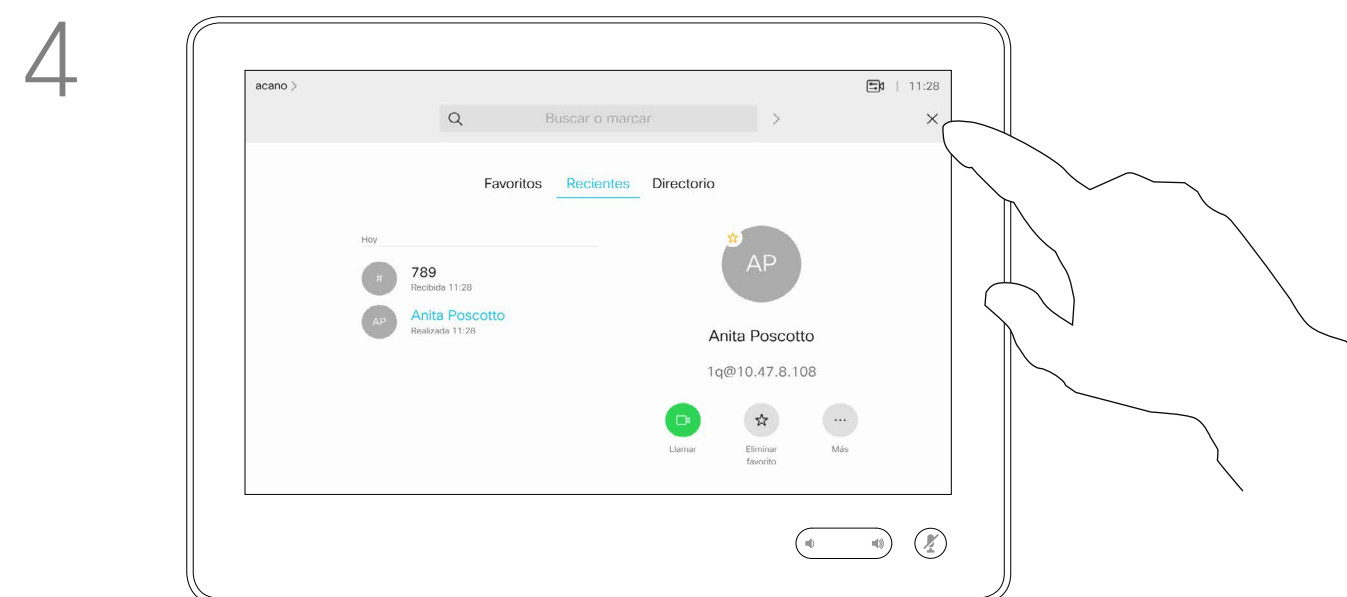 4
acano >
11:28
Buscar o marcar
Favoritos Recientes Directorio
Hoy
#
789
Recibida 11:28
AP
Anita Poscotto
Realizada 11:28
AP
Anita Poscotto
1q@10.47.8.108
Llamar
Eliminar
favorito
Más